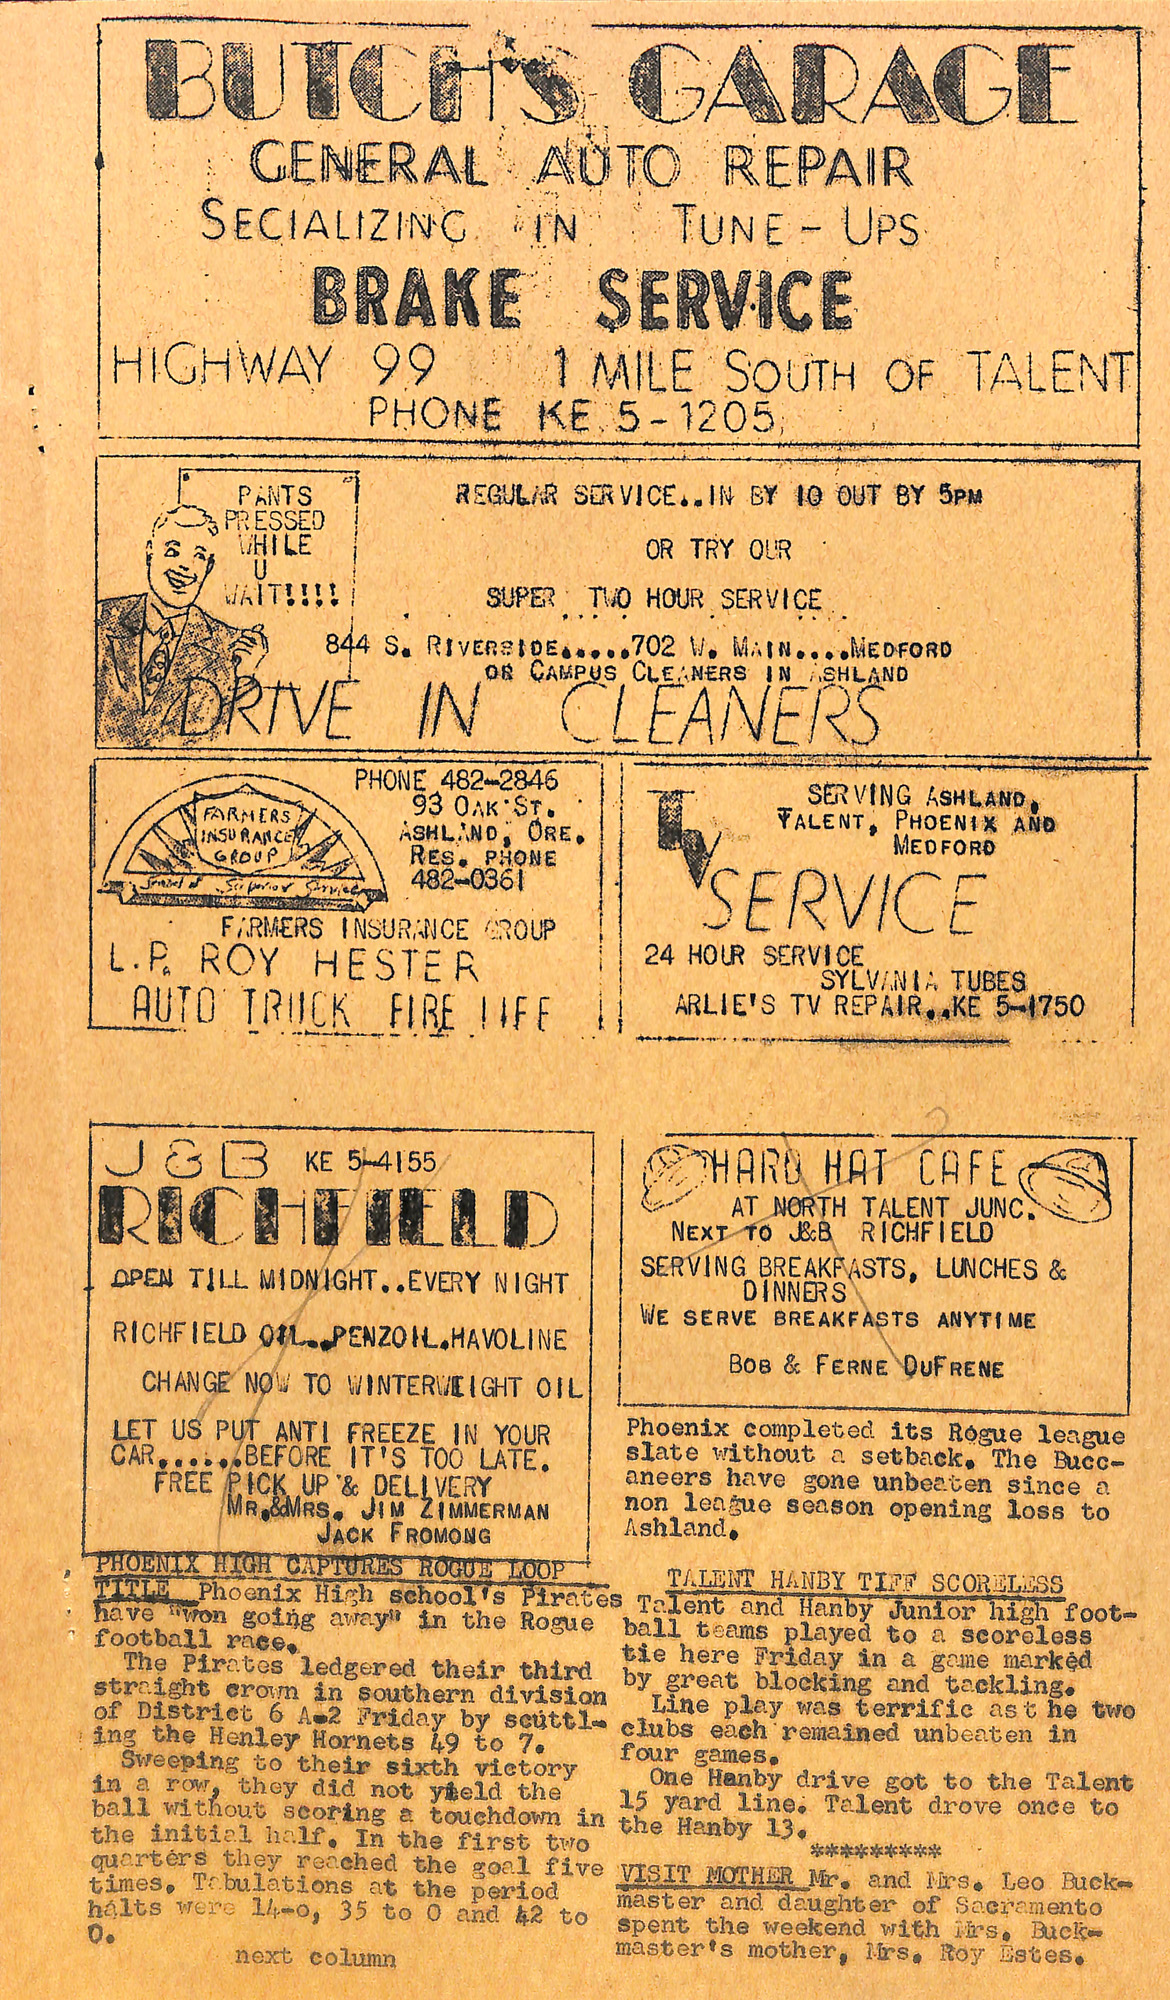 BUTCH'S GARAGE
GENERAL AUTO REPAIR
SECIALIZING IN TUNE-UPS
BRAKE SERVICE
HIGHWAY 99 1 MILE SOUTH OF TALENT
PHONE KE 5-1205
PANTS
PRESSED
WHILE
U
WAIT!!!!
REGULAR SERVICE..IN BY 10 OUT BY 5PM
OR TRY OUR
SUPER TWO HOUR SERVICE
844 S. RIVERSIDE.....702 W. MAIN....MEDFORD
OR CAMPUS CLEANERS IN ASHLAND
DRIVE IN CLEANERS
FARMERS
INSURANCE
GROUP
Superior Service
PHONE 482-2846
93 OAK ST.
ASHLAND, ORE.
RES. PHONE
482-0361
FARMERS INSURANCE GROUP
L.P. ROY HESTER
AUTO TRUCK FIRE LIFE
SERVING ASHLAND,
TALENT, PHOENIX AND
MEDFORD
TV
SERVICE
24 HOUR SERVICE
SYLVANIA TUBES
ARLIE'S TV REPAIR..KE 5-1750
J & B KE 5-4155
RICHFIELD
OPEN TILL MIDNIGHT..EVERY NIGHT
RICHFIELD OIL..PENZOIL.HAVOLINE
CHANGE NOW TO WINTERWEIGHT OIL
LET US PUT ANTI FREEZE IN YOUR
CAR......BEFORE IT'S TOO LATE.
FREE PICK UP & DELIVERY
MR.&MRS. JIM ZIMMERMAN
JACK FROMONG
HARD HAT CAFE
AT NORTH TALENT JUNC.
NEXT TO J&B RICHFIELD
SERVING BREAKFASTS, LUNCHES &
DINNERS
WE SERVE BREAKFASTS ANYTIME
BOB & FERNE DUFRENE
PHOENIX HIGH CAPTURES ROGUE LOOP
TITLE Phoenix High school's Pirates
have "won going away" in the Rogue
football race.
The Pirates ledgered their third
straight crown in southern division
of District 6 A-2 Friday by scuttl-
ing the Henley Hornets 49 to 7.
Sweeping to their sixth victory
in a row, they did not yield the
ball without scoring a touchdown in
the initial half. In the first two
quarters they reached the goal five
times. Tabulations at the period
halts were 14-0, 35 to 0 and 42 to
0.
next column
Phoenix completed its Rogue league
slate without a setback. The Bucc-
aneers have gone unbeaten since a
non league season opening loss to
Ashland.
TALENT HANBY TIFF SCORELESS
Talent and Hanby Junior high foot-
ball teams played to a scoreless
tie here Friday in a game marked
by great blocking and tackling.
Line play was terrific ast he two
clubs each remained unbeaten in
four games.
One Hanby drive got to the Talent
15 yard line. Talent drove once to
the Hanby 13.
*********
VISIT MOTHER Mr. and Mrs. Leo Buck-
master and daughter of Sacramento
spent the weekend with Mrs. Buck-
master's mother, Mrs. Roy Estes.